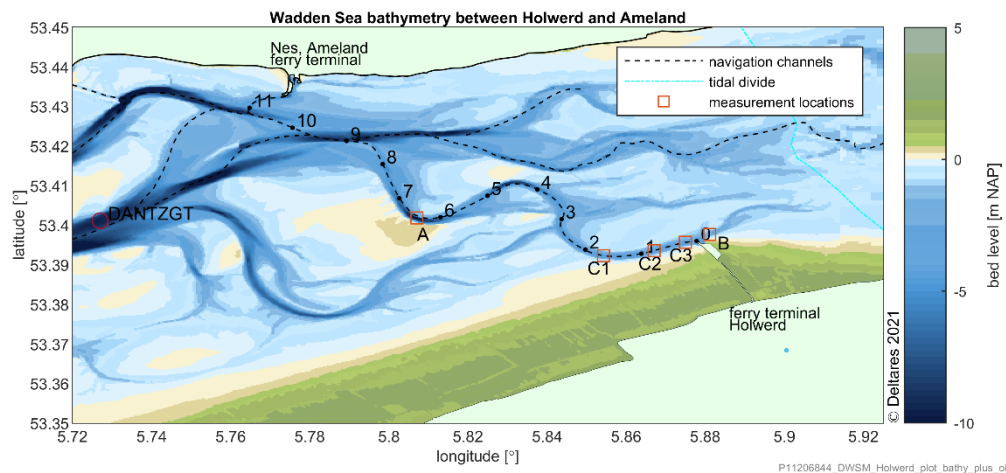 Wadden Sea bathymetry between Holwerd and Ameland
53.45
53.44
53.43
53.42
53.41
53.4
53.39
53.38
53.37
53.36
53.35
latitude [°]
5.72
5.74
5.76
5.78
5.8
5.82
5.84
5.86
5.88
5.9
5.92
longitude [°]
Nes, Ameland
ferry terminal
navigation channels
tidal divide
measurement locations
11
10
9
8
7
6
5
4
3
2
1
0
DANTZGT
A
B
C1
C2
C3
ferry terminal
Holwerd
© Deltares 2021
5
0
-5
-10
bed level [m NAP]
P11206844_DWSM_Holwerd_plot_bathy_plus_d